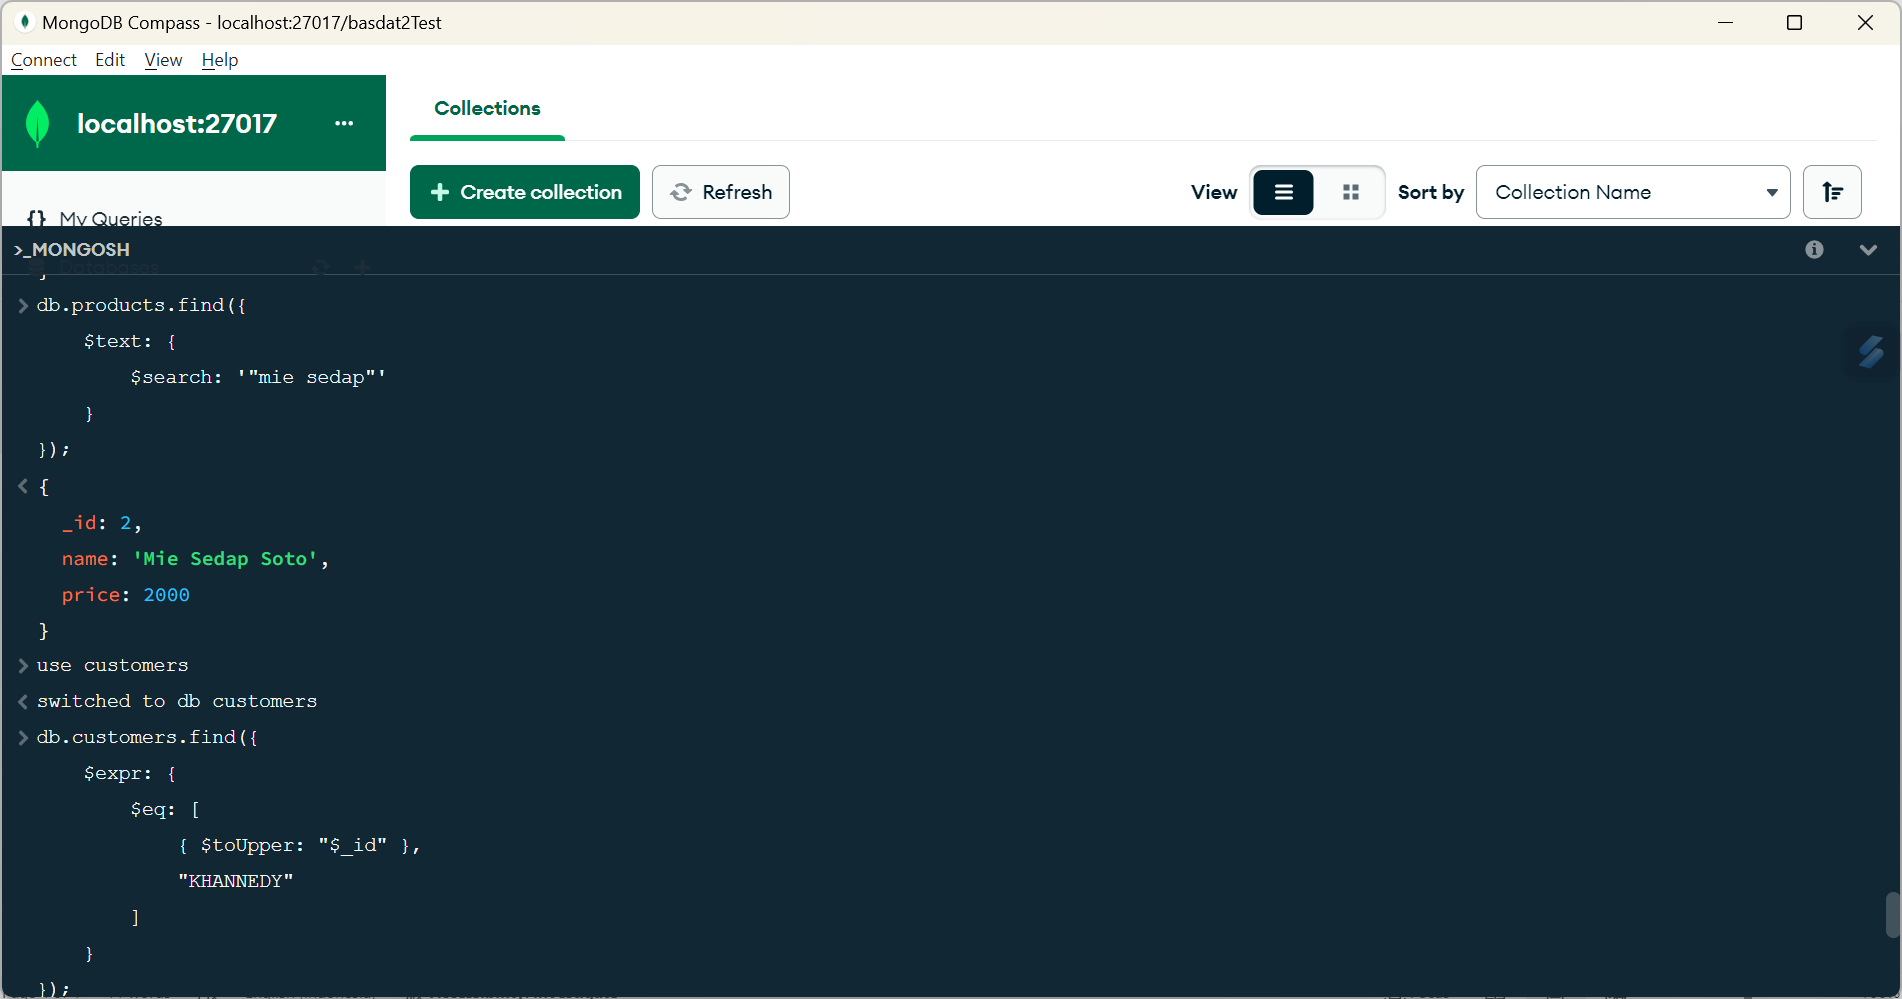 MongoDB Compass - localhost:27017/basdat2Test
Connect Edit View Help
localhost:27017 ...
Collections
+ Create collection Refresh View Sort by Collection Name
{} My Queries
>_MONGOSH
Databases
> db.products.find({
$text: {
$search: '"mie sedap"'
}
});
< {
_id: 2,
name: 'Mie Sedap Soto',
price: 2000
}
> use customers
< switched to db customers
> db.customers.find({
$expr: {
$eq: [
{ $toUpper: "$_id" },
"KHANNEDY"
]
}
});